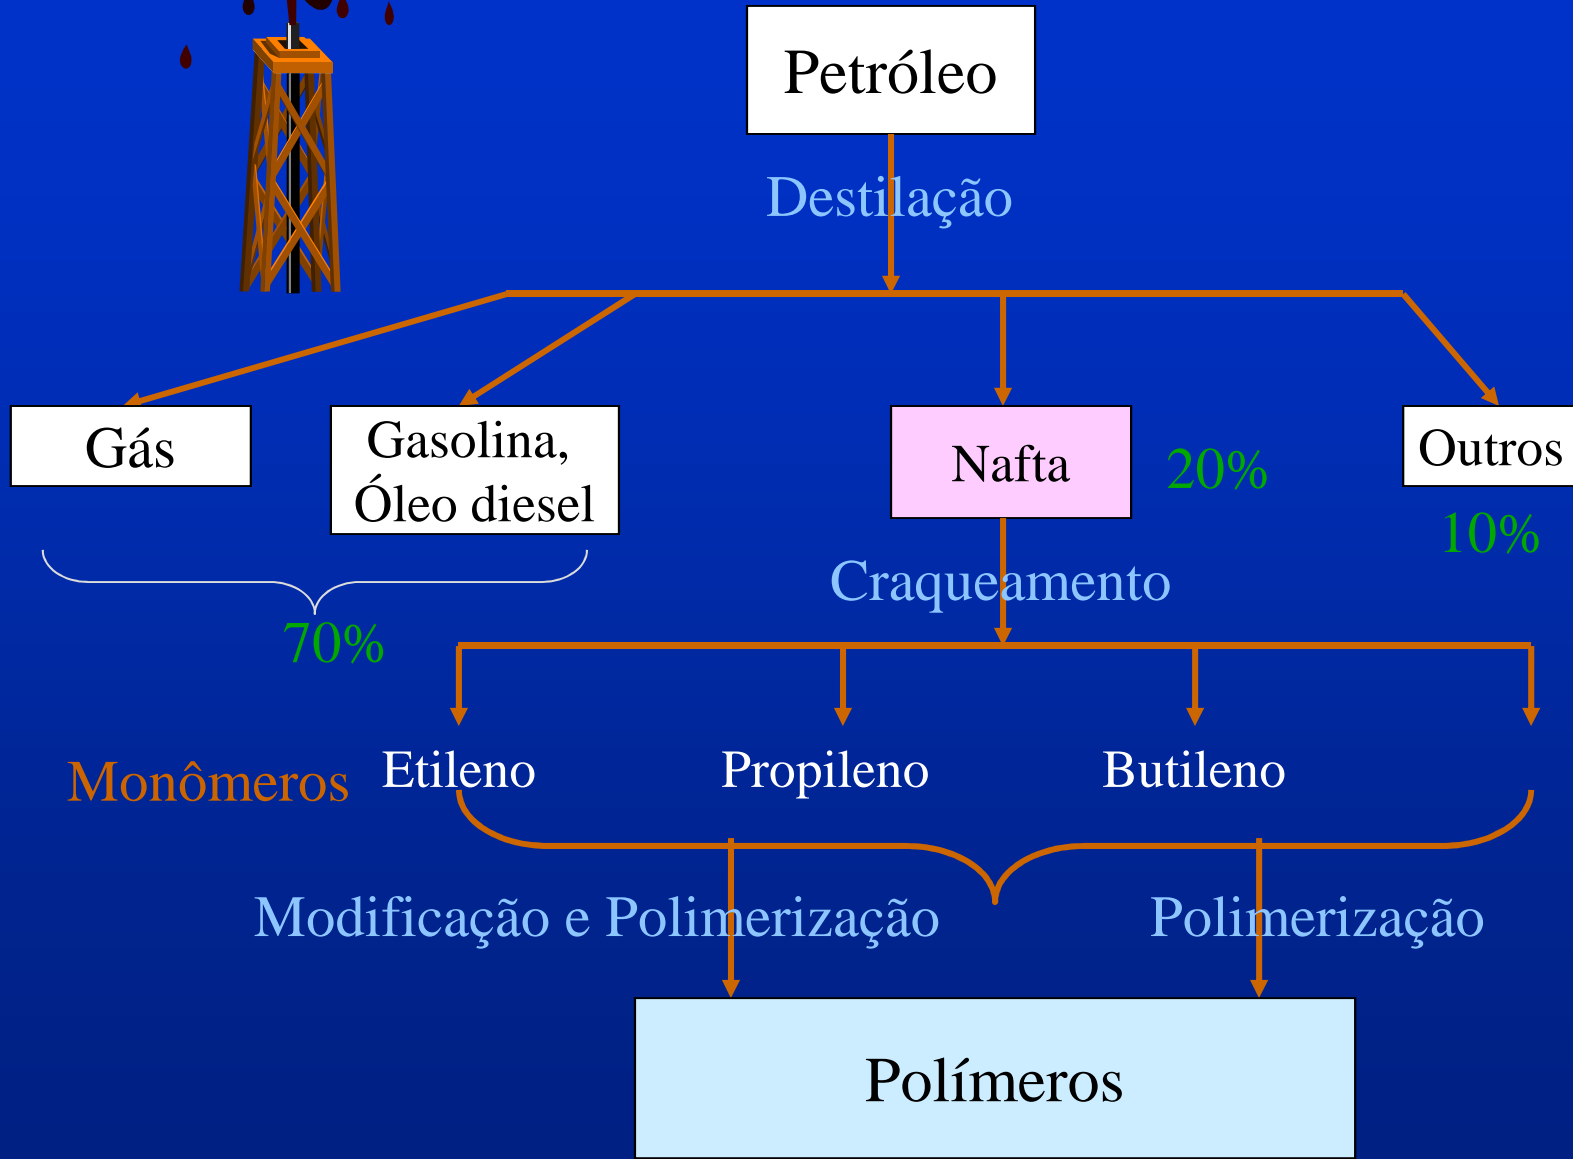 Petróleo
Destilação
Gás
Gasolina,
Óleo diesel
Nafta
20%
Outros
10%
Craqueamento
70%
Monômeros
Etileno
Propileno
Butileno
Modificação e Polimerização
Polimerização
Polímeros